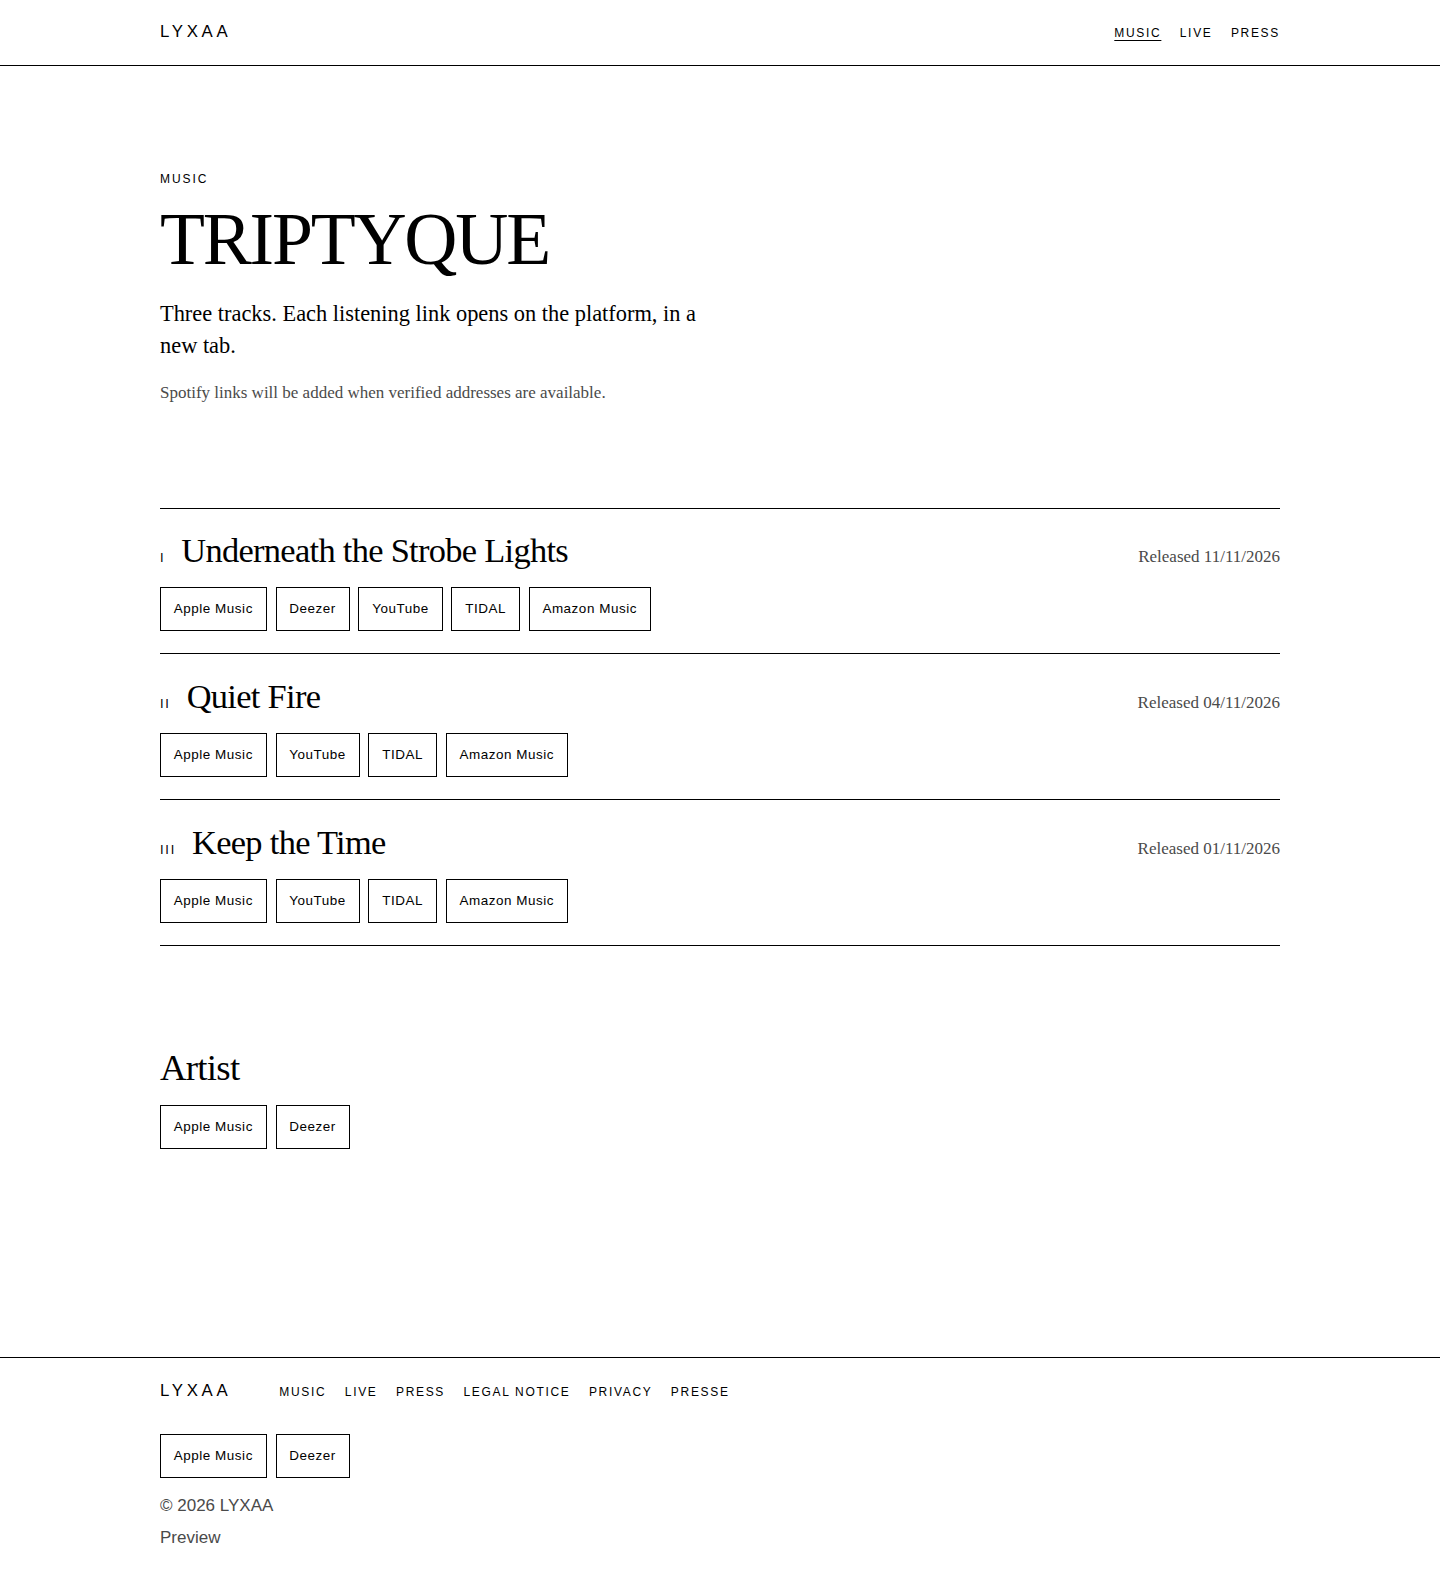 LYXAA
MUSIC LIVE PRESS
MUSIC
TRIPTYQUE
Three tracks. Each listening link opens on the platform, in a
new tab.
Spotify links will be added when verified addresses are available.
I Underneath the Strobe Lights Released 11/11/2026
Apple Music Deezer YouTube TIDAL Amazon Music
II Quiet Fire Released 04/11/2026
Apple Music YouTube TIDAL Amazon Music
III Keep the Time Released 01/11/2026
Apple Music YouTube TIDAL Amazon Music
Artist
Apple Music Deezer
LYXAA MUSIC LIVE PRESS LEGAL NOTICE PRIVACY PRESSE
Apple Music Deezer
© 2026 LYXAA
Preview